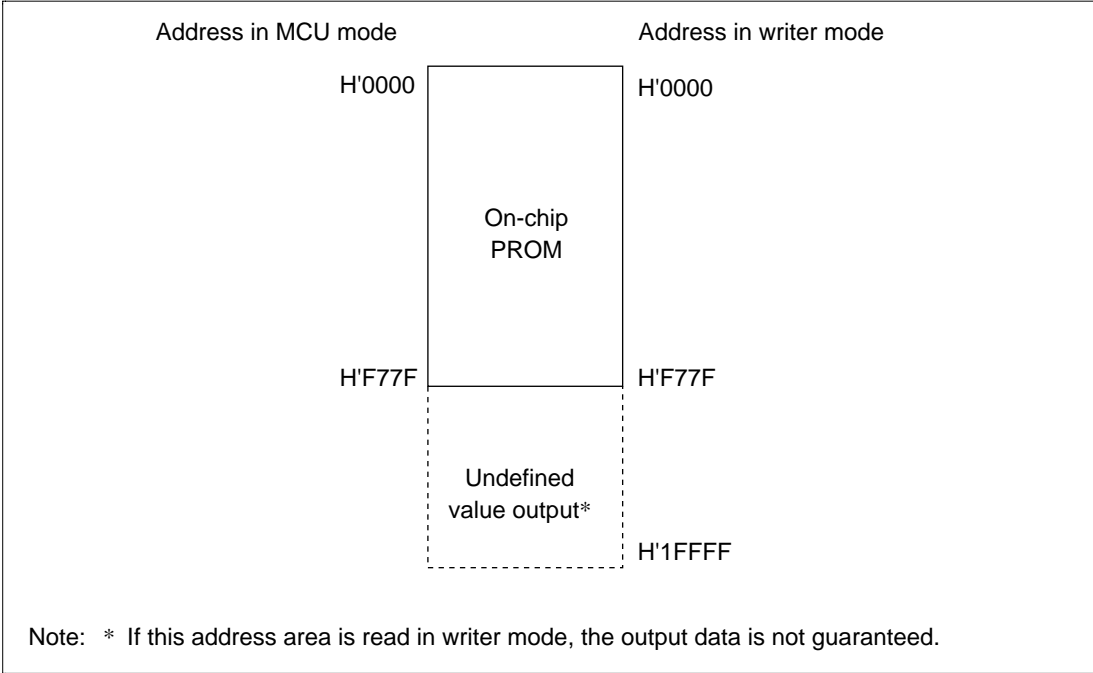 Address in MCU mode
Address in writer mode
H'0000
H'0000
On-chip
PROM
H'F77F
H'F77F
Undefined
value output*
H'1FFFF
Note: * If this address area is read in writer mode, the output data is not guaranteed.